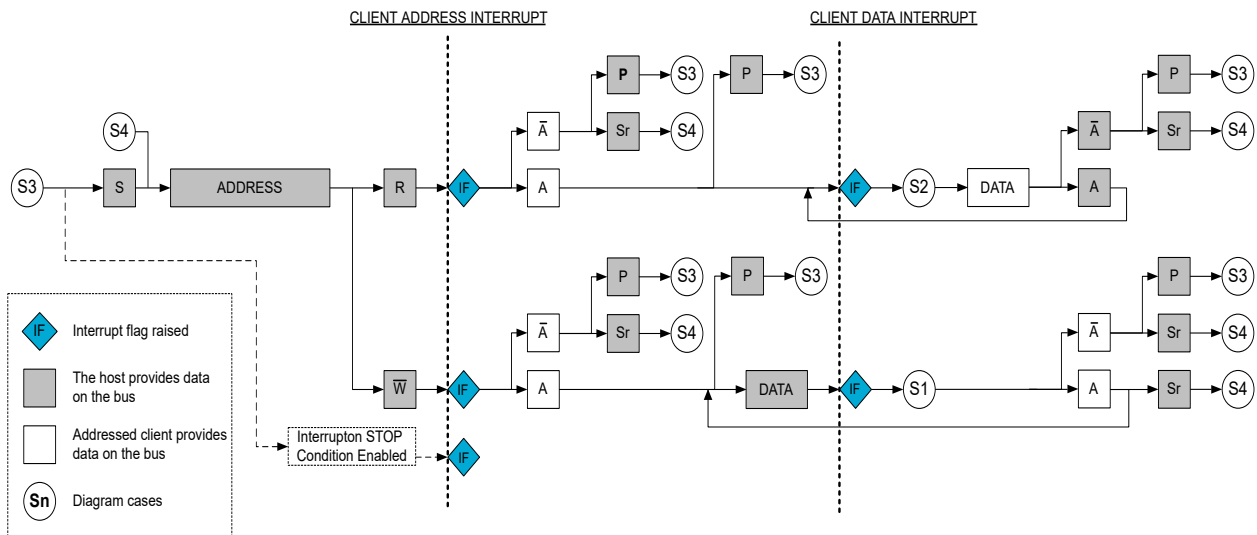 CLIENT ADDRESS INTERRUPT
CLIENT DATA INTERRUPT
P
S3
P
S3
P
S3
S4
A̅
Sr
S4
A̅
Sr
S4
S3
S
ADDRESS
R
IF
A
IF
S2
DATA
A
P
S3
P
S3
P
S3
IF
Interrupt flag raised
A̅
Sr
S4
A̅
Sr
S4
The host provides data
on the bus
W̅
IF
A
DATA
IF
S1
A
Sr
S4
Addressed client provides
data on the bus
Interrupton STOP
Condition Enabled
IF
Sn
Diagram cases